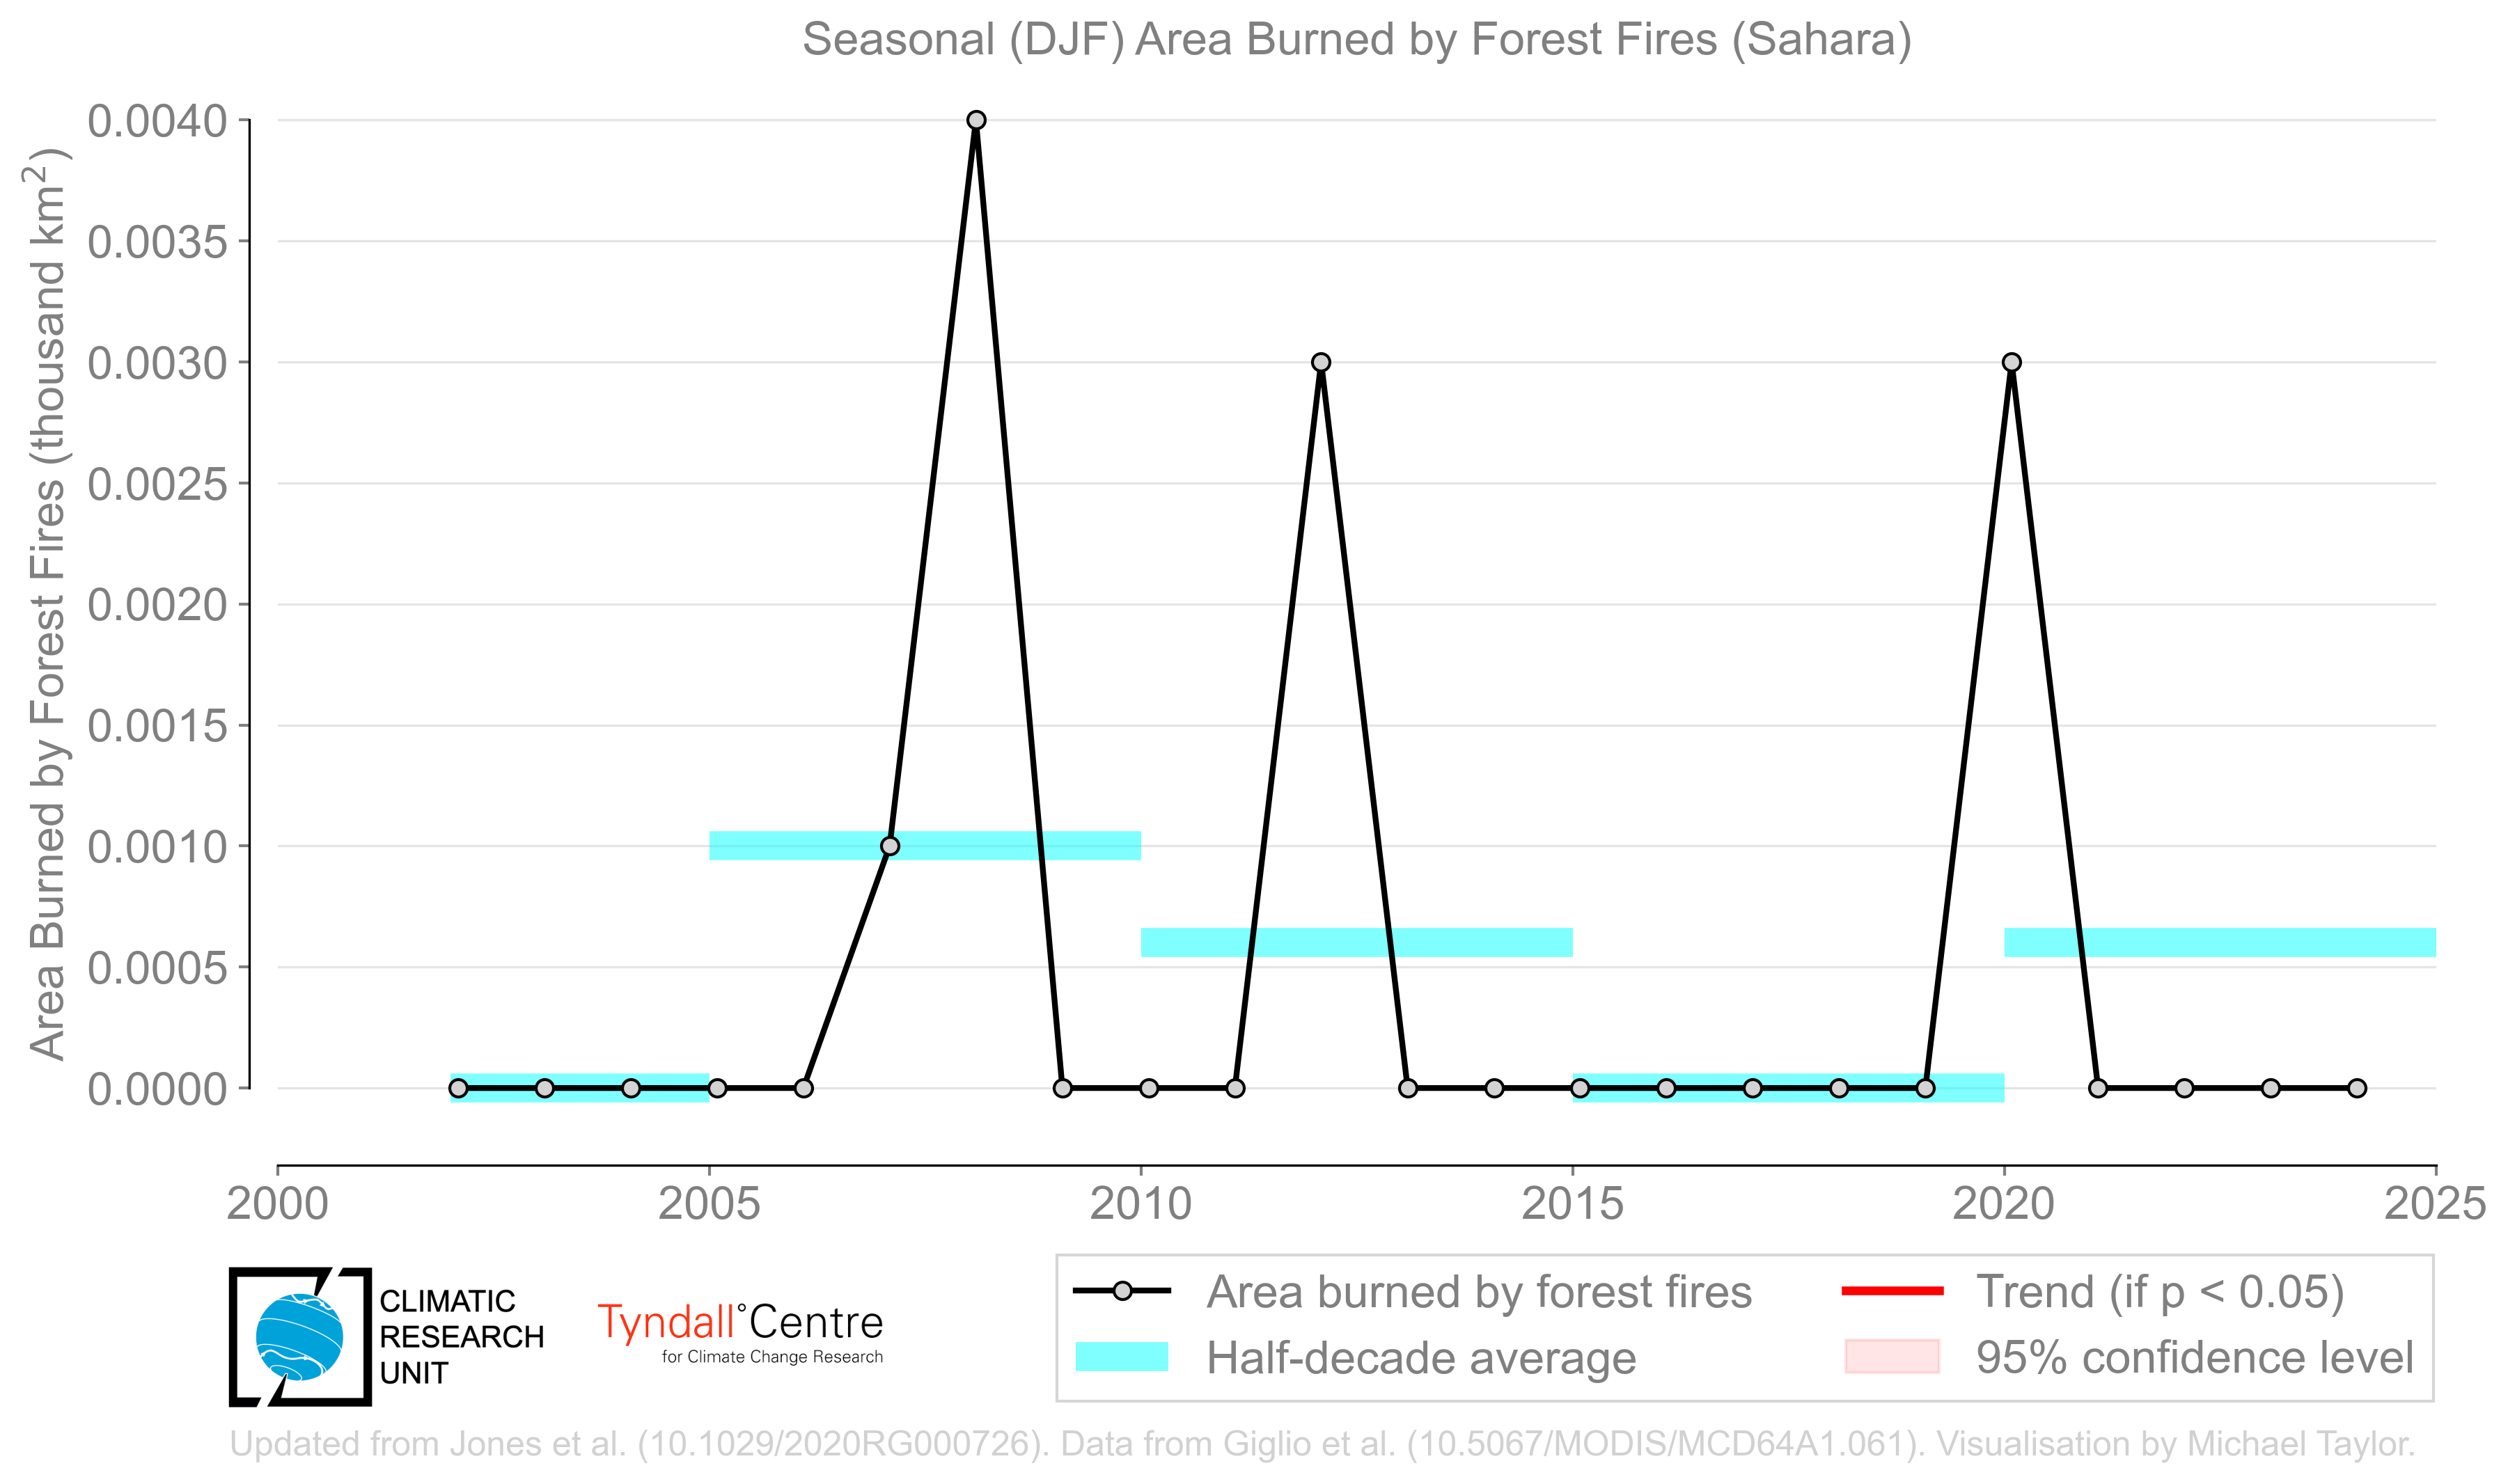 Seasonal (DJF) Area Burned by Forest Fires (Sahara)
Area Burned by Forest Fires (thousand km²)
0.0040
0.0035
0.0030
0.0025
0.0020
0.0015
0.0010
0.0005
0.0000
2000 2005 2010 2015 2020 2025
CLIMATIC
RESEARCH
UNIT
Tyndall°Centre
for Climate Change Research
Area burned by forest fires
Half-decade average
Trend (if p < 0.05)
95% confidence level
Updated from Jones et al. (10.1029/2020RG000726). Data from Giglio et al. (10.5067/MODIS/MCD64A1.061). Visualisation by Michael Taylor.